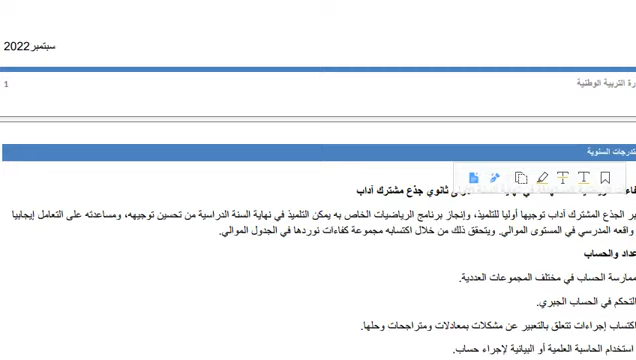 سبتمبر2022
رة التربية الوطنية
1
تدرجات السنوية
ثانوي جذع مشترك آداب
بر الجذع المشترك آداب توجيها أوليا للتلميذ، وإنجاز برنامج الرياضيات الخاص به يمكن التلميذ في نهاية السنة الدراسية من تحسين توجيهه، ومساعدته على التعامل إيجابيا
واقعه المدرسي في المستوى الموالي. ويتحقق ذلك من خلال اكتسابه مجموعة كفاءات نوردها في الجدول الموالي.
عداد والحساب
ممارسة الحساب في مختلف المجموعات العددية.
التحكم في الحساب الجبري.
اكتساب إجراءات تتعلق بالتعبير عن مشكلات بمعادلات ومتراجحات وحلها.
استخدام الحاسبة العلمية أو البيانية لإجراء حساب.